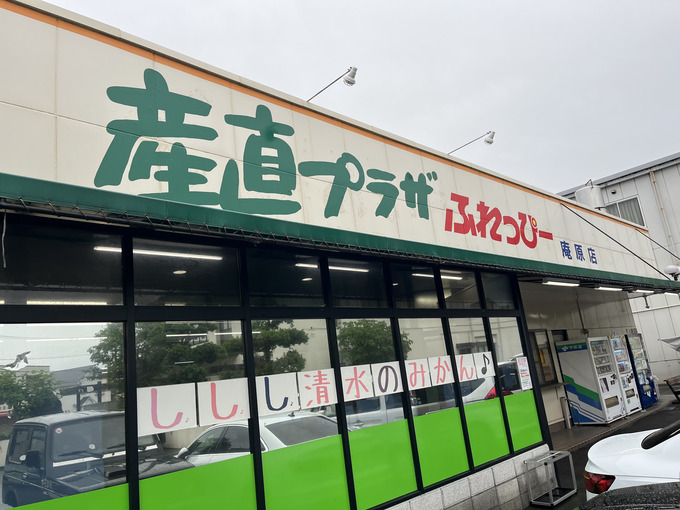 産直プラザ ふれっぴー 庵原店
し♪し♪し♪清水のみかん♪